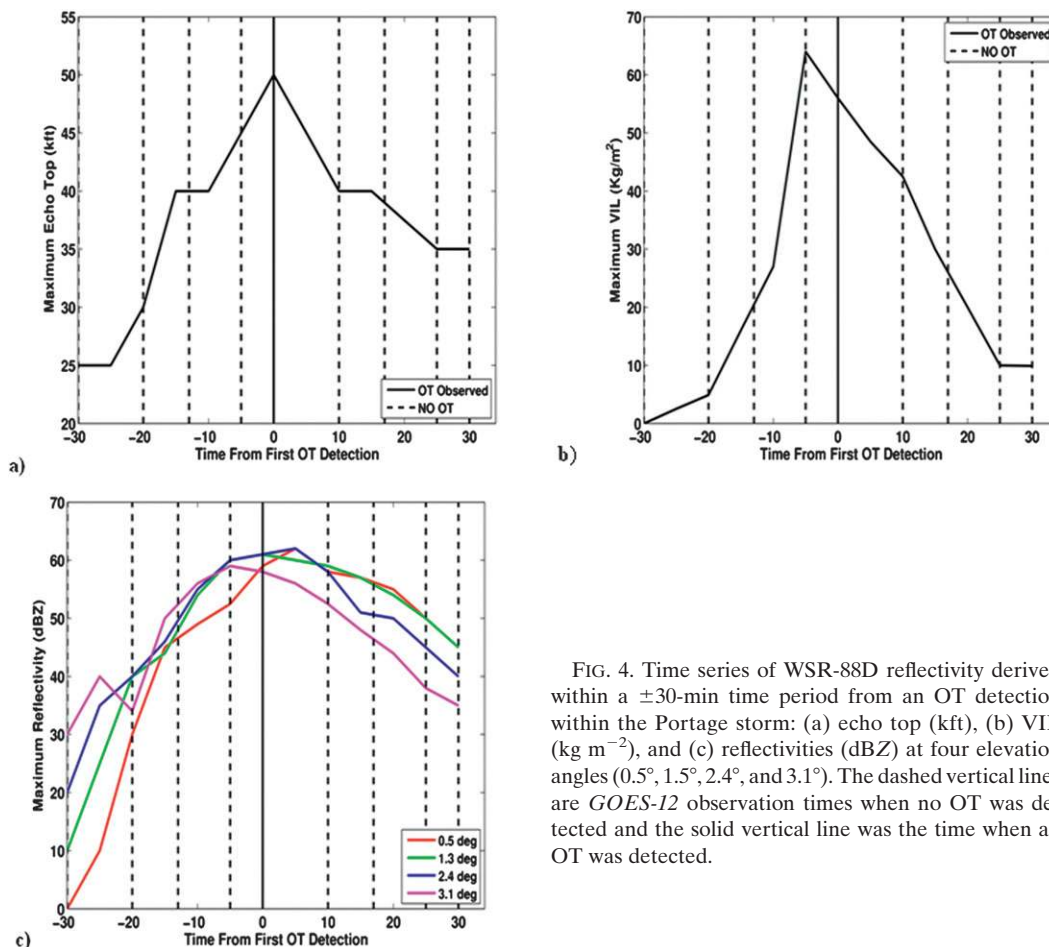 55
50
45
40
35
30
25
20
Maximum Echo Top (kft)
OT Observed
NO OT
-30 -20 -10 0 10 20 30
Time From First OT Detection
a)
70
60
50
40
30
20
10
0
Maximum VIL (Kg/m²)
OT Observed
NO OT
-30 -20 -10 0 10 20 30
Time From First OT Detection
b)
70
60
50
40
30
20
10
0
Maximum Reflectivity (dBZ)
0.5 deg
1.3 deg
2.4 deg
3.1 deg
-30 -20 -10 0 10 20 30
Time From First OT Detection
c)
FIG. 4. Time series of WSR-88D reflectivity derive
within a ±30-min time period from an OT detectio
within the Portage storm: (a) echo top (kft), (b) VI
(kg m⁻²), and (c) reflectivities (dBZ) at four elevatio
angles (0.5°, 1.5°, 2.4°, and 3.1°). The dashed vertical line
are GOES-12 observation times when no OT was de-
tected and the solid vertical line was the time when a
OT was detected.